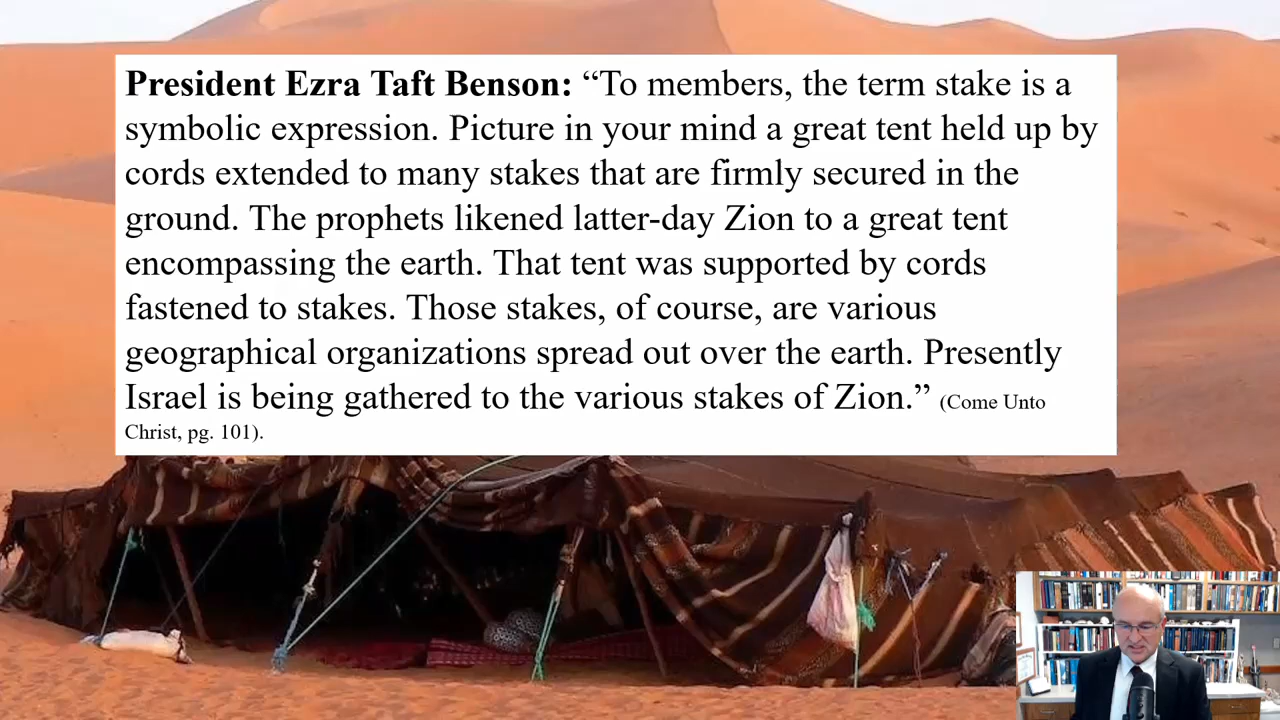 President Ezra Taft Benson: “To members, the term stake is a
symbolic expression. Picture in your mind a great tent held up by
cords extended to many stakes that are firmly secured in the
ground. The prophets likened latter-day Zion to a great tent
encompassing the earth. That tent was supported by cords
fastened to stakes. Those stakes, of course, are various
geographical organizations spread out over the earth. Presently
Israel is being gathered to the various stakes of Zion.” (Come Unto
Christ, pg. 101).